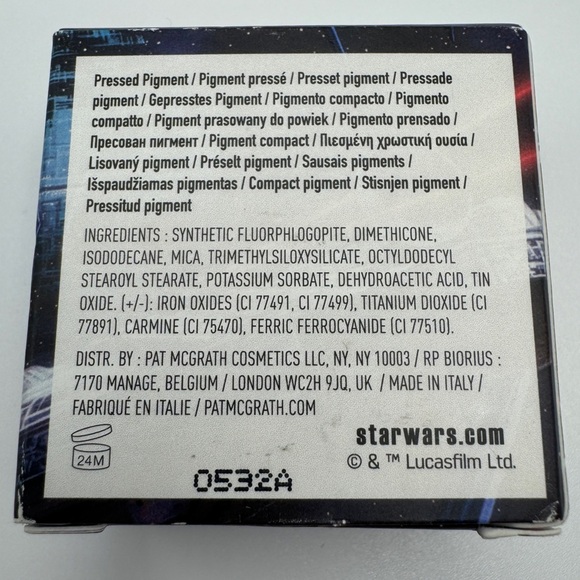 Pressed Pigment / Pigment pressé / Presset pigment / Pressade
pigment / Gepresstes Pigment / Pigmento compacto / Pigmento
compatto / Pigment prasowany do powiek / Pigmento prensado /
Пресован пигмент / Pigment compact / Πιεσμένη χρωστική ουσία /
Lisovaný pigment / Préselt pigment / Sausais pigments /
Išspaudžiamas pigmentas / Compact pigment / Stisnjen pigment /
Pressitud pigment
INGREDIENTS : SYNTHETIC FLUORPHLOGOPITE, DIMETHICONE,
ISODODECANE, MICA, TRIMETHYLSILOXYSILICATE, OCTYLDODECYL
STEAROYL STEARATE, POTASSIUM SORBATE, DEHYDROACETIC ACID, TIN
OXIDE. (+/-): IRON OXIDES (CI 77491, CI 77499), TITANIUM DIOXIDE (CI
77891), CARMINE (CI 75470), FERRIC FERROCYANIDE (CI 77510).
DISTR. BY : PAT MCGRATH COSMETICS LLC, NY, NY 10003 / RP BIORIUS :
7170 MANAGE, BELGIUM / LONDON WC2H 9JQ, UK / MADE IN ITALY /
FABRIQUÉ EN ITALIE / PATMCGRATH.COM
starwars.com
© & ™ Lucasfilm Ltd.
24M
0532A